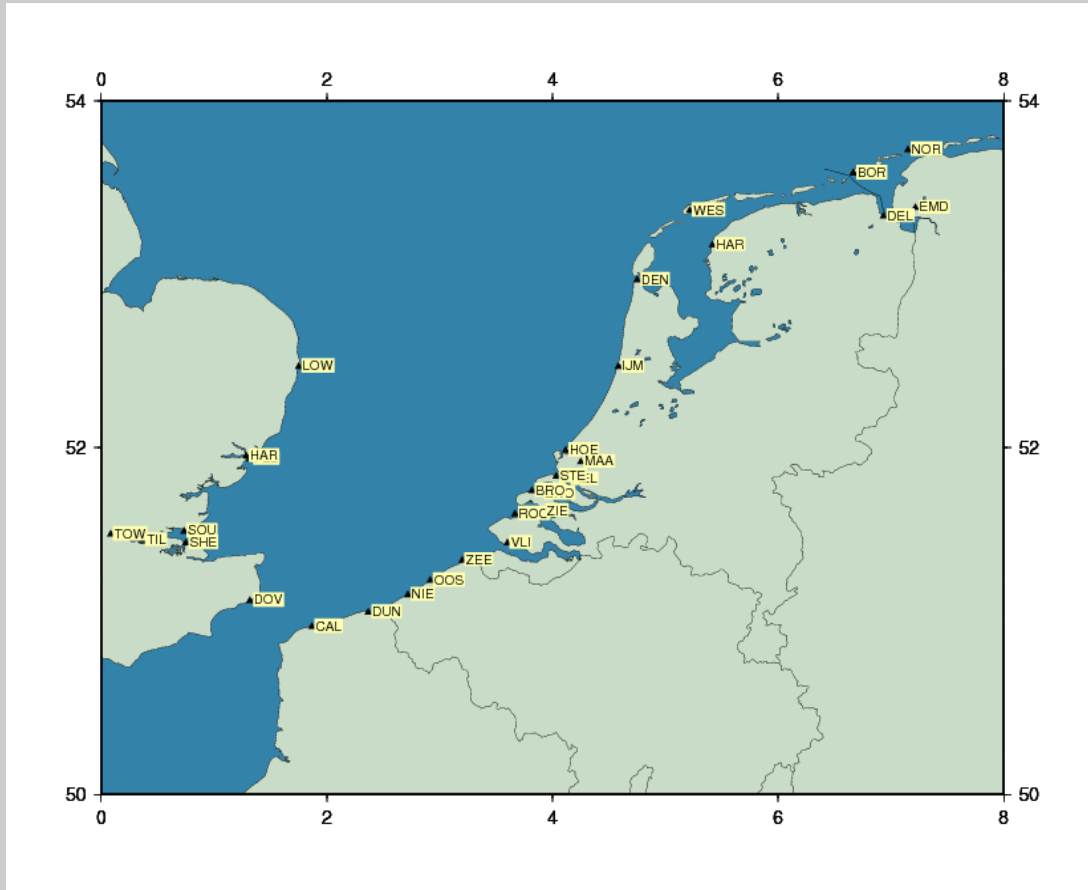 0 2 4 6 8
54 54
NOR
BOR
EMD
WES
DEL
HAR
DEN
LOW
IJM
52 52
HOE
HAR
MAA
STE
BRO
ROO ZIE
SOU
TOW TIL
SHE
VLI
ZEE
OOS
NIE
DOV
DUN
CAL
50 50
0 2 4 6 8